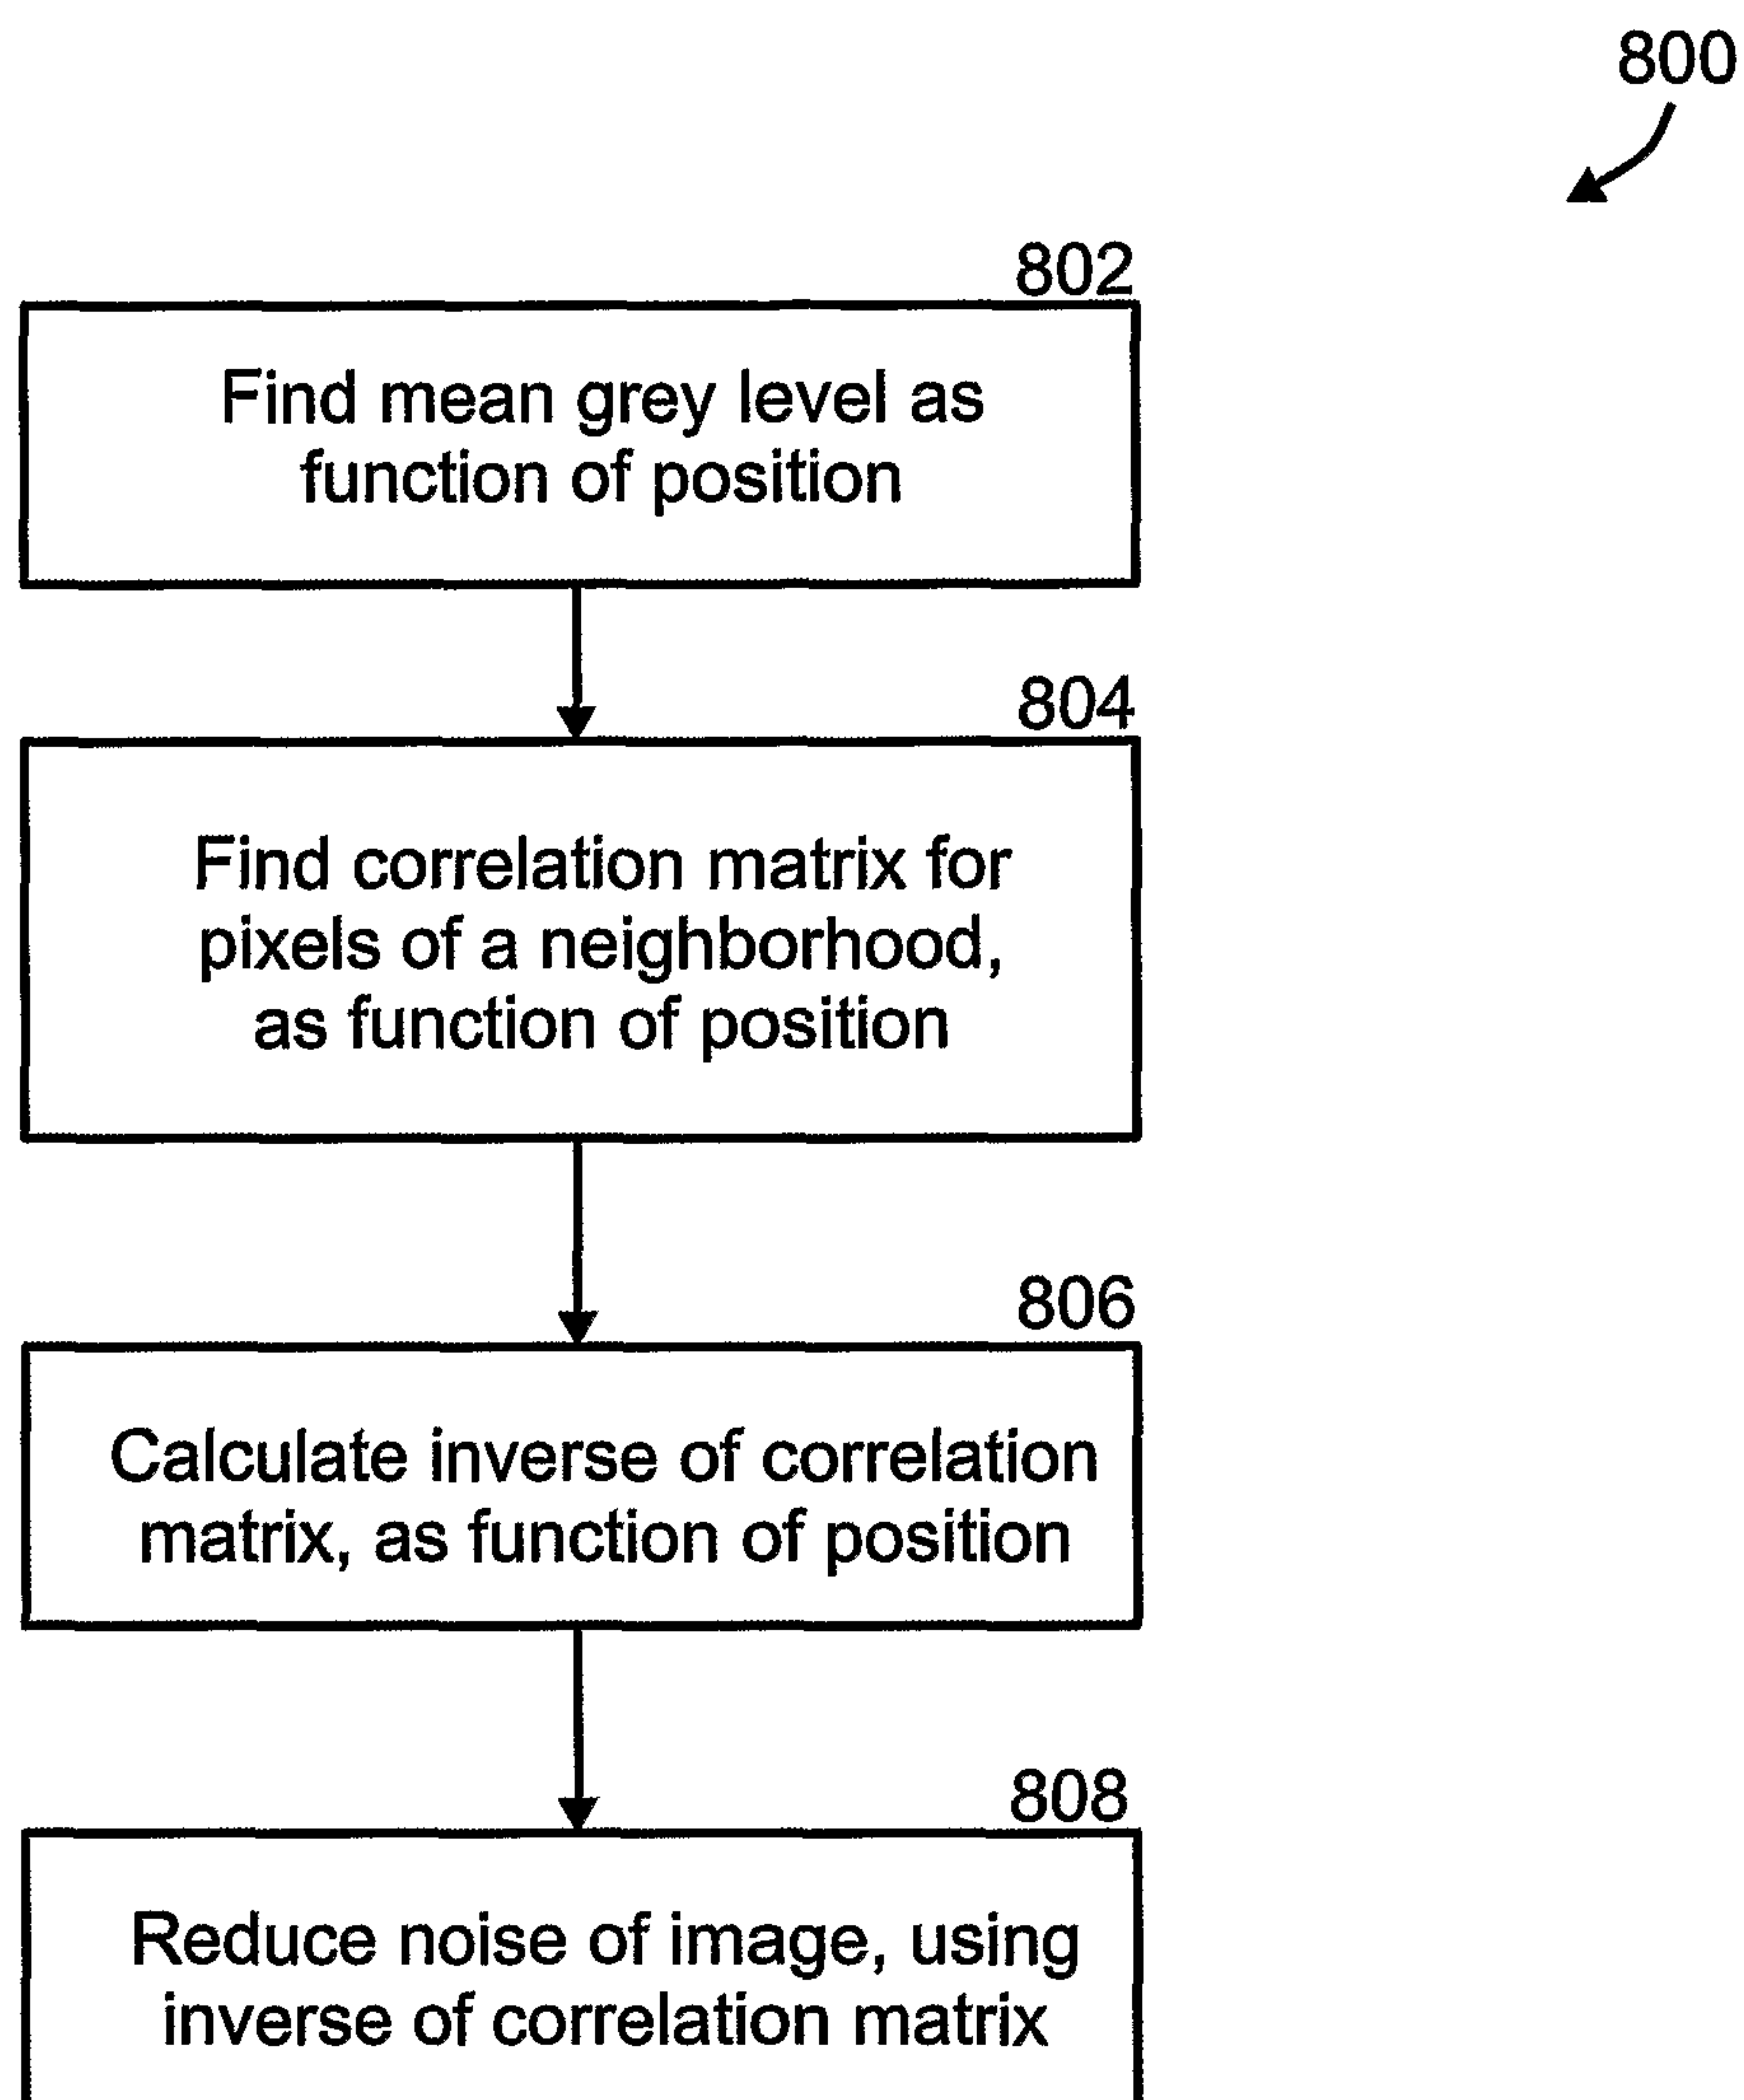 800
802
Find mean grey level as
function of position
804
Find correlation matrix for
pixels of a neighborhood,
as function of position
806
Calculate inverse of correlation
matrix, as function of position
808
Reduce noise of image, using
inverse of correlation matrix